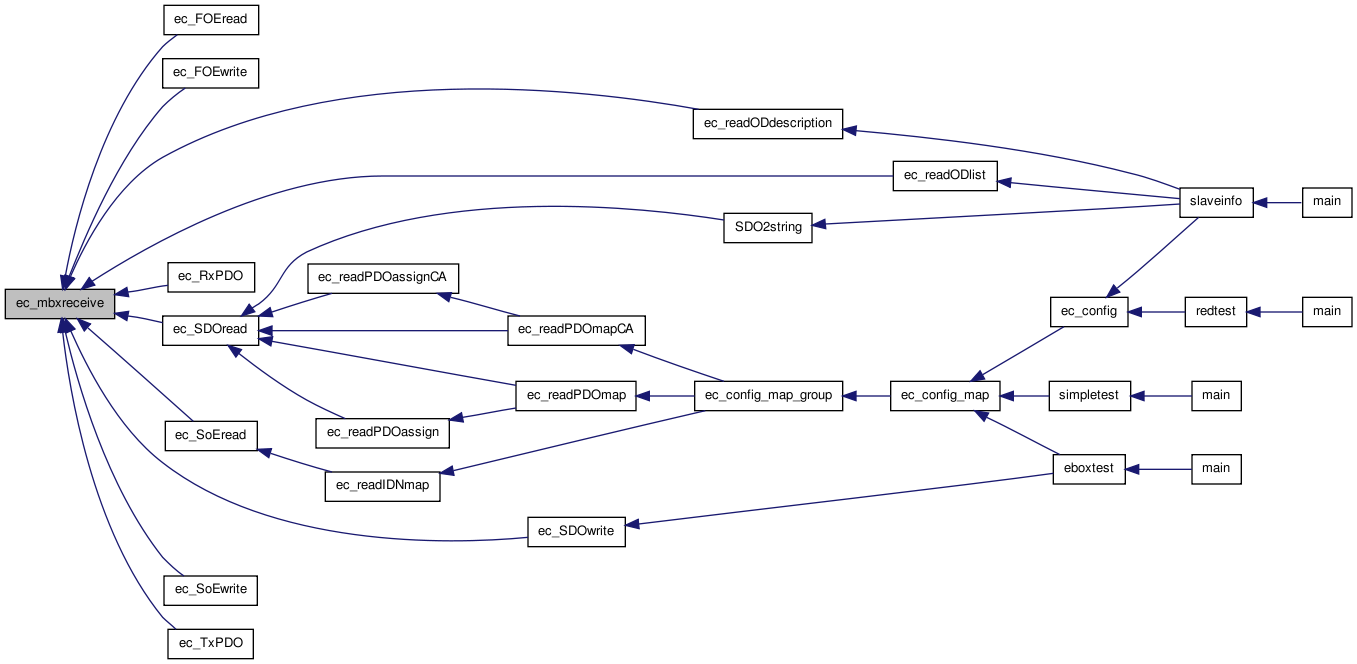 ec_FOEread
ec_FOEwrite
ec_readODdescription
ec_readODlist
slaveinfo
main
SDO2string
ec_RxPDO
ec_readPDOassignCA
ec_mbxreceive
ec_config
redtest
main
ec_SDOread
ec_readPDOmapCA
ec_readPDOmap
ec_config_map_group
ec_config_map
simpletest
main
ec_readPDOassign
ec_SoEread
eboxtest
main
ec_readIDNmap
ec_SDOwrite
ec_SoEwrite
ec_TxPDO